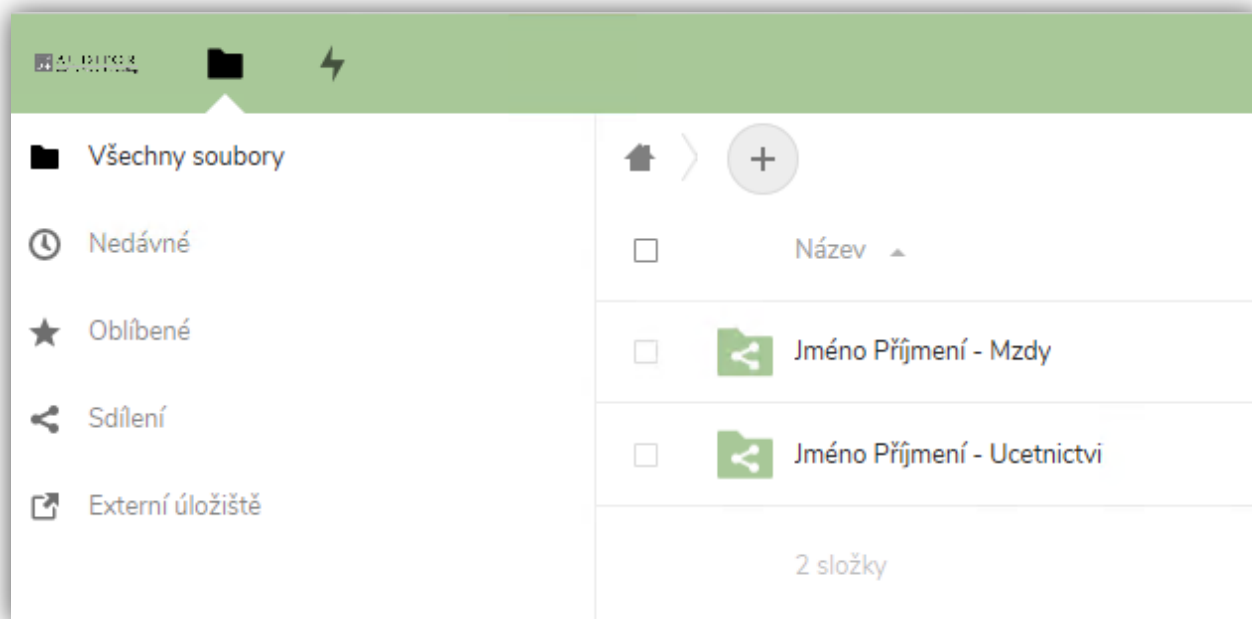 Všechny soubory
Nedávné
Oblíbené
Sdílení
Externí úložiště
Název
Jméno Příjmení - Mzdy
Jméno Příjmení - Ucetnictvi
2 složky